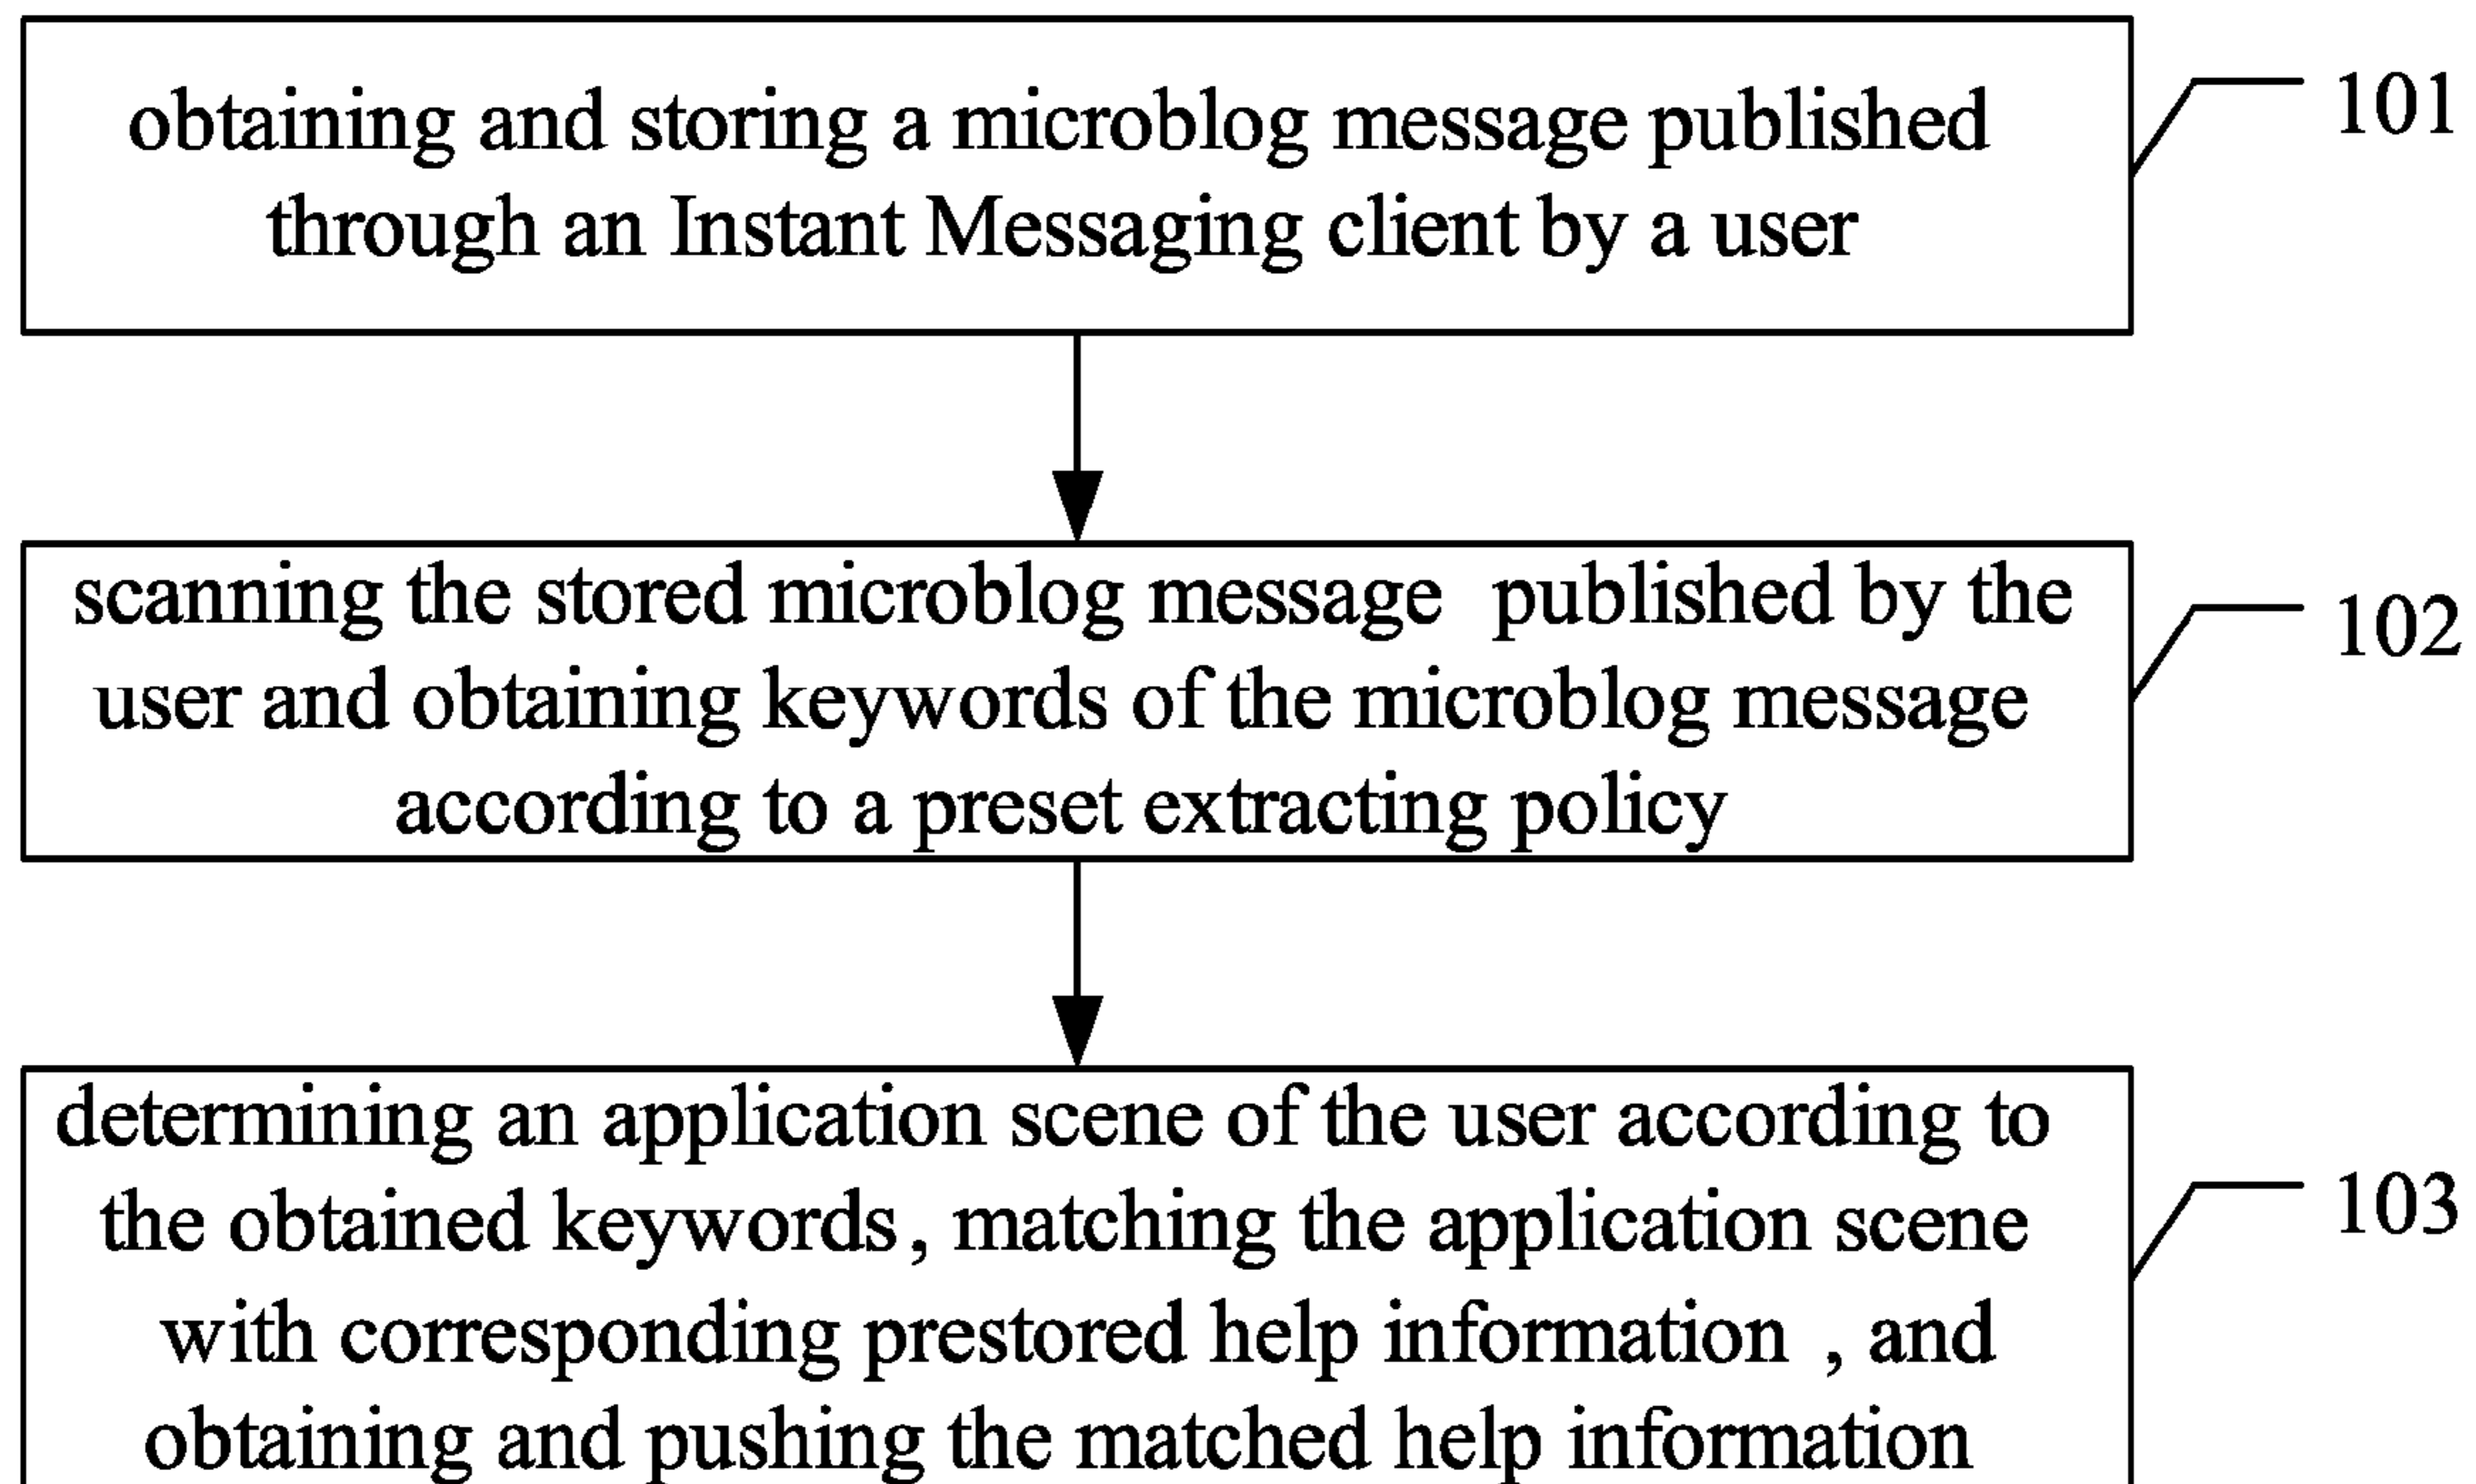 obtaining and storing a microblog message published
through an Instant Messaging client by a user
101
scanning the stored microblog message published by the
user and obtaining keywords of the microblog message
according to a preset extracting policy
102
determining an application scene of the user according to
the obtained keywords, matching the application scene
with corresponding prestored help information , and
obtaining and pushing the matched help information
103